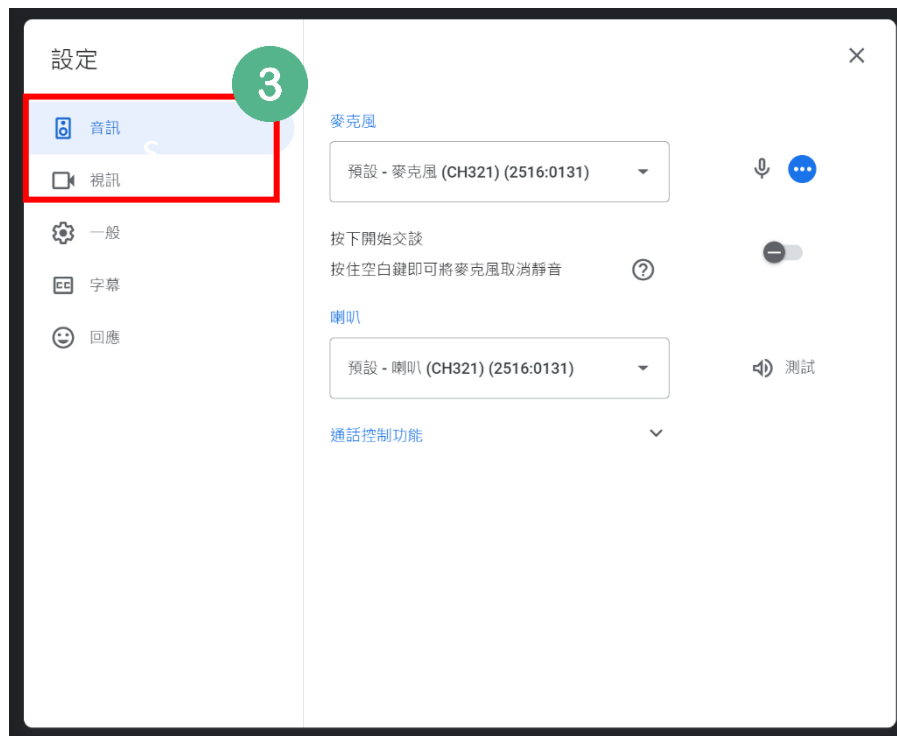 設定
3
音訊
S
視訊
一般
字幕
回應
麥克風
預設 - 麥克風 (CH321) (2516:0131)
按下開始交談
按住空白鍵即可將麥克風取消靜音
喇叭
預設 - 喇叭 (CH321) (2516:0131)
測試
通話控制功能